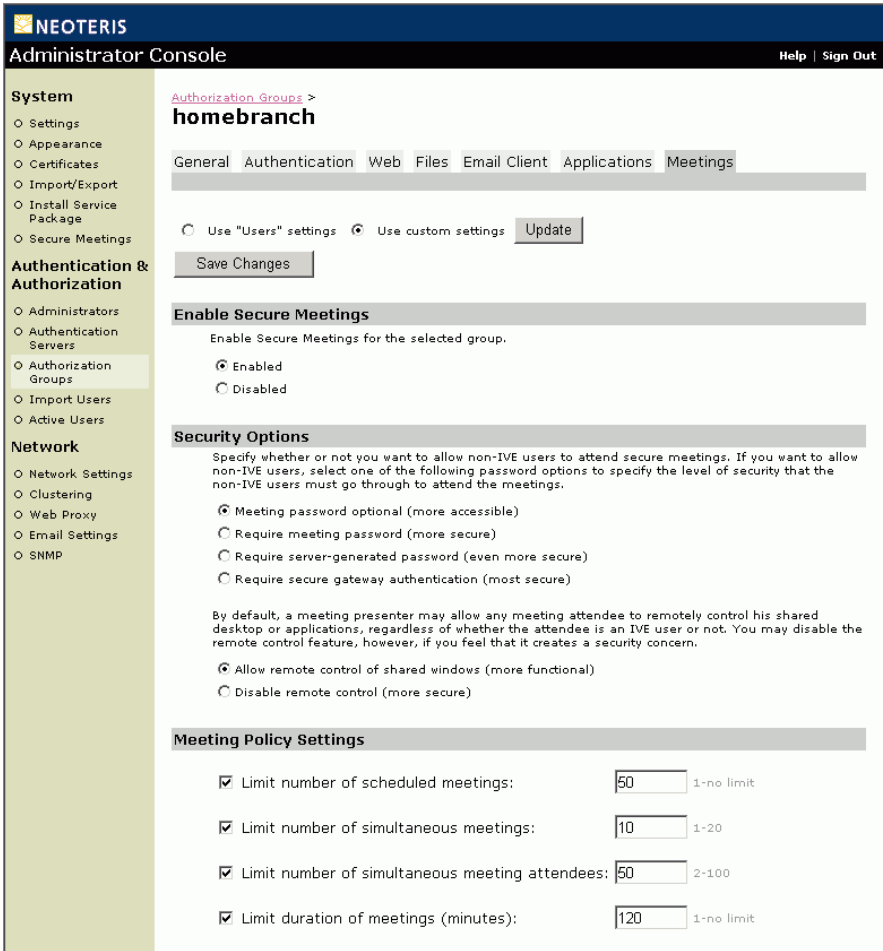 NEOTERIS
Administrator Console
Help | Sign Out
System
Settings
Appearance
Certificates
Import/Export
Install Service
Package
Secure Meetings
Authentication &
Authorization
Administrators
Authentication
Servers
Authorization
Groups
Import Users
Active Users
Network
Network Settings
Clustering
Web Proxy
Email Settings
SNMP
Authorization Groups >
homebranch
General Authentication Web Files Email Client Applications Meetings
Use "Users" settings Use custom settings Update
Save Changes
Enable Secure Meetings
Enable Secure Meetings for the selected group.
Enabled
Disabled
Security Options
Specify whether or not you want to allow non-IVE users to attend secure meetings. If you want to allow
non-IVE users, select one of the following password options to specify the level of security that the
non-IVE users must go through to attend the meetings.
Meeting password optional (more accessible)
Require meeting password (more secure)
Require server-generated password (even more secure)
Require secure gateway authentication (most secure)
By default, a meeting presenter may allow any meeting attendee to remotely control his shared
desktop or applications, regardless of whether the attendee is an IVE user or not. You may disable the
remote control feature, however, if you feel that it creates a security concern.
Allow remote control of shared windows (more functional)
Disable remote control (more secure)
Meeting Policy Settings
Limit number of scheduled meetings: 50 1-no limit
Limit number of simultaneous meetings: 10 1-20
Limit number of simultaneous meeting attendees: 50 2-100
Limit duration of meetings (minutes): 120 1-no limit